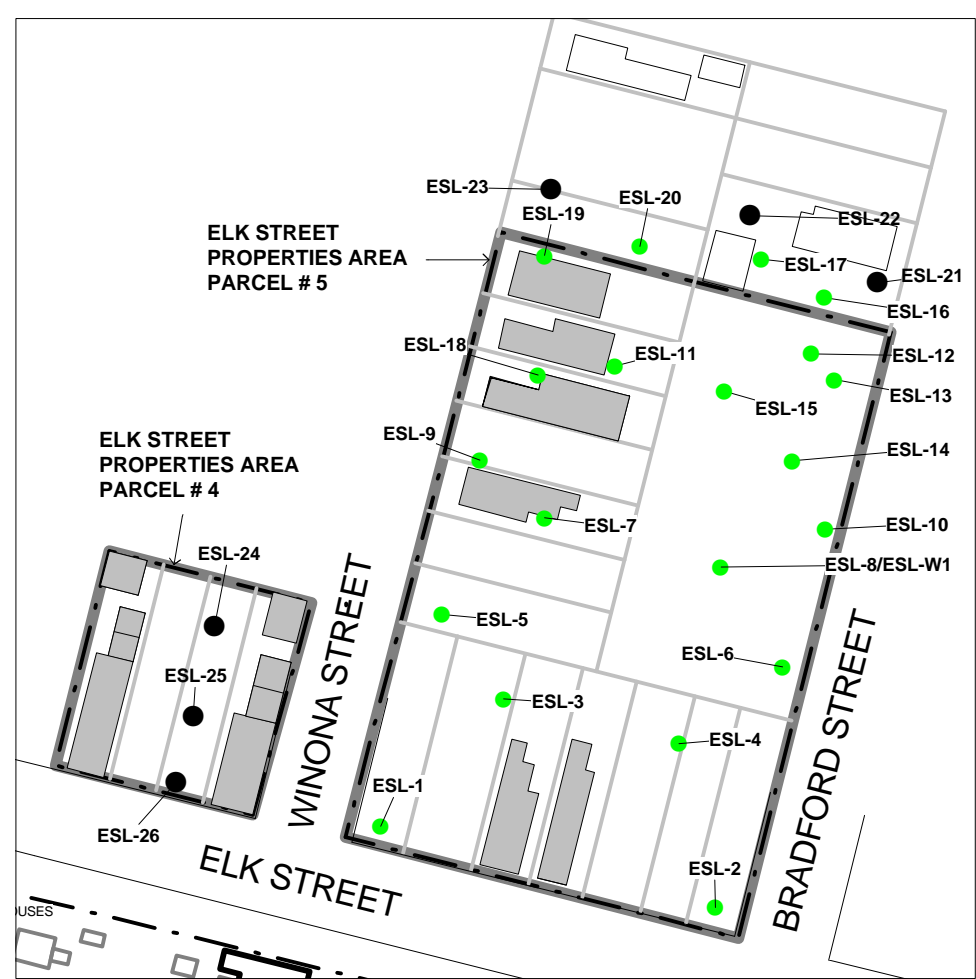 ESL-23
ESL-19
ESL-20
ESL-22
ELK STREET
PROPERTIES AREA
PARCEL # 5
ESL-17
ESL-21
ESL-16
ESL-18
ESL-11
ESL-12
ESL-13
ESL-15
ESL-9
ELK STREET
PROPERTIES AREA
PARCEL # 4
ESL-14
ESL-7
ESL-10
ESL-24
ESL-8/ESL-W1
ESL-5
ESL-6
ESL-25
ESL-3
ESL-4
WINONA STREET
BRADFORD STREET
ESL-1
ESL-26
ESL-2
ELK STREET
OUSES